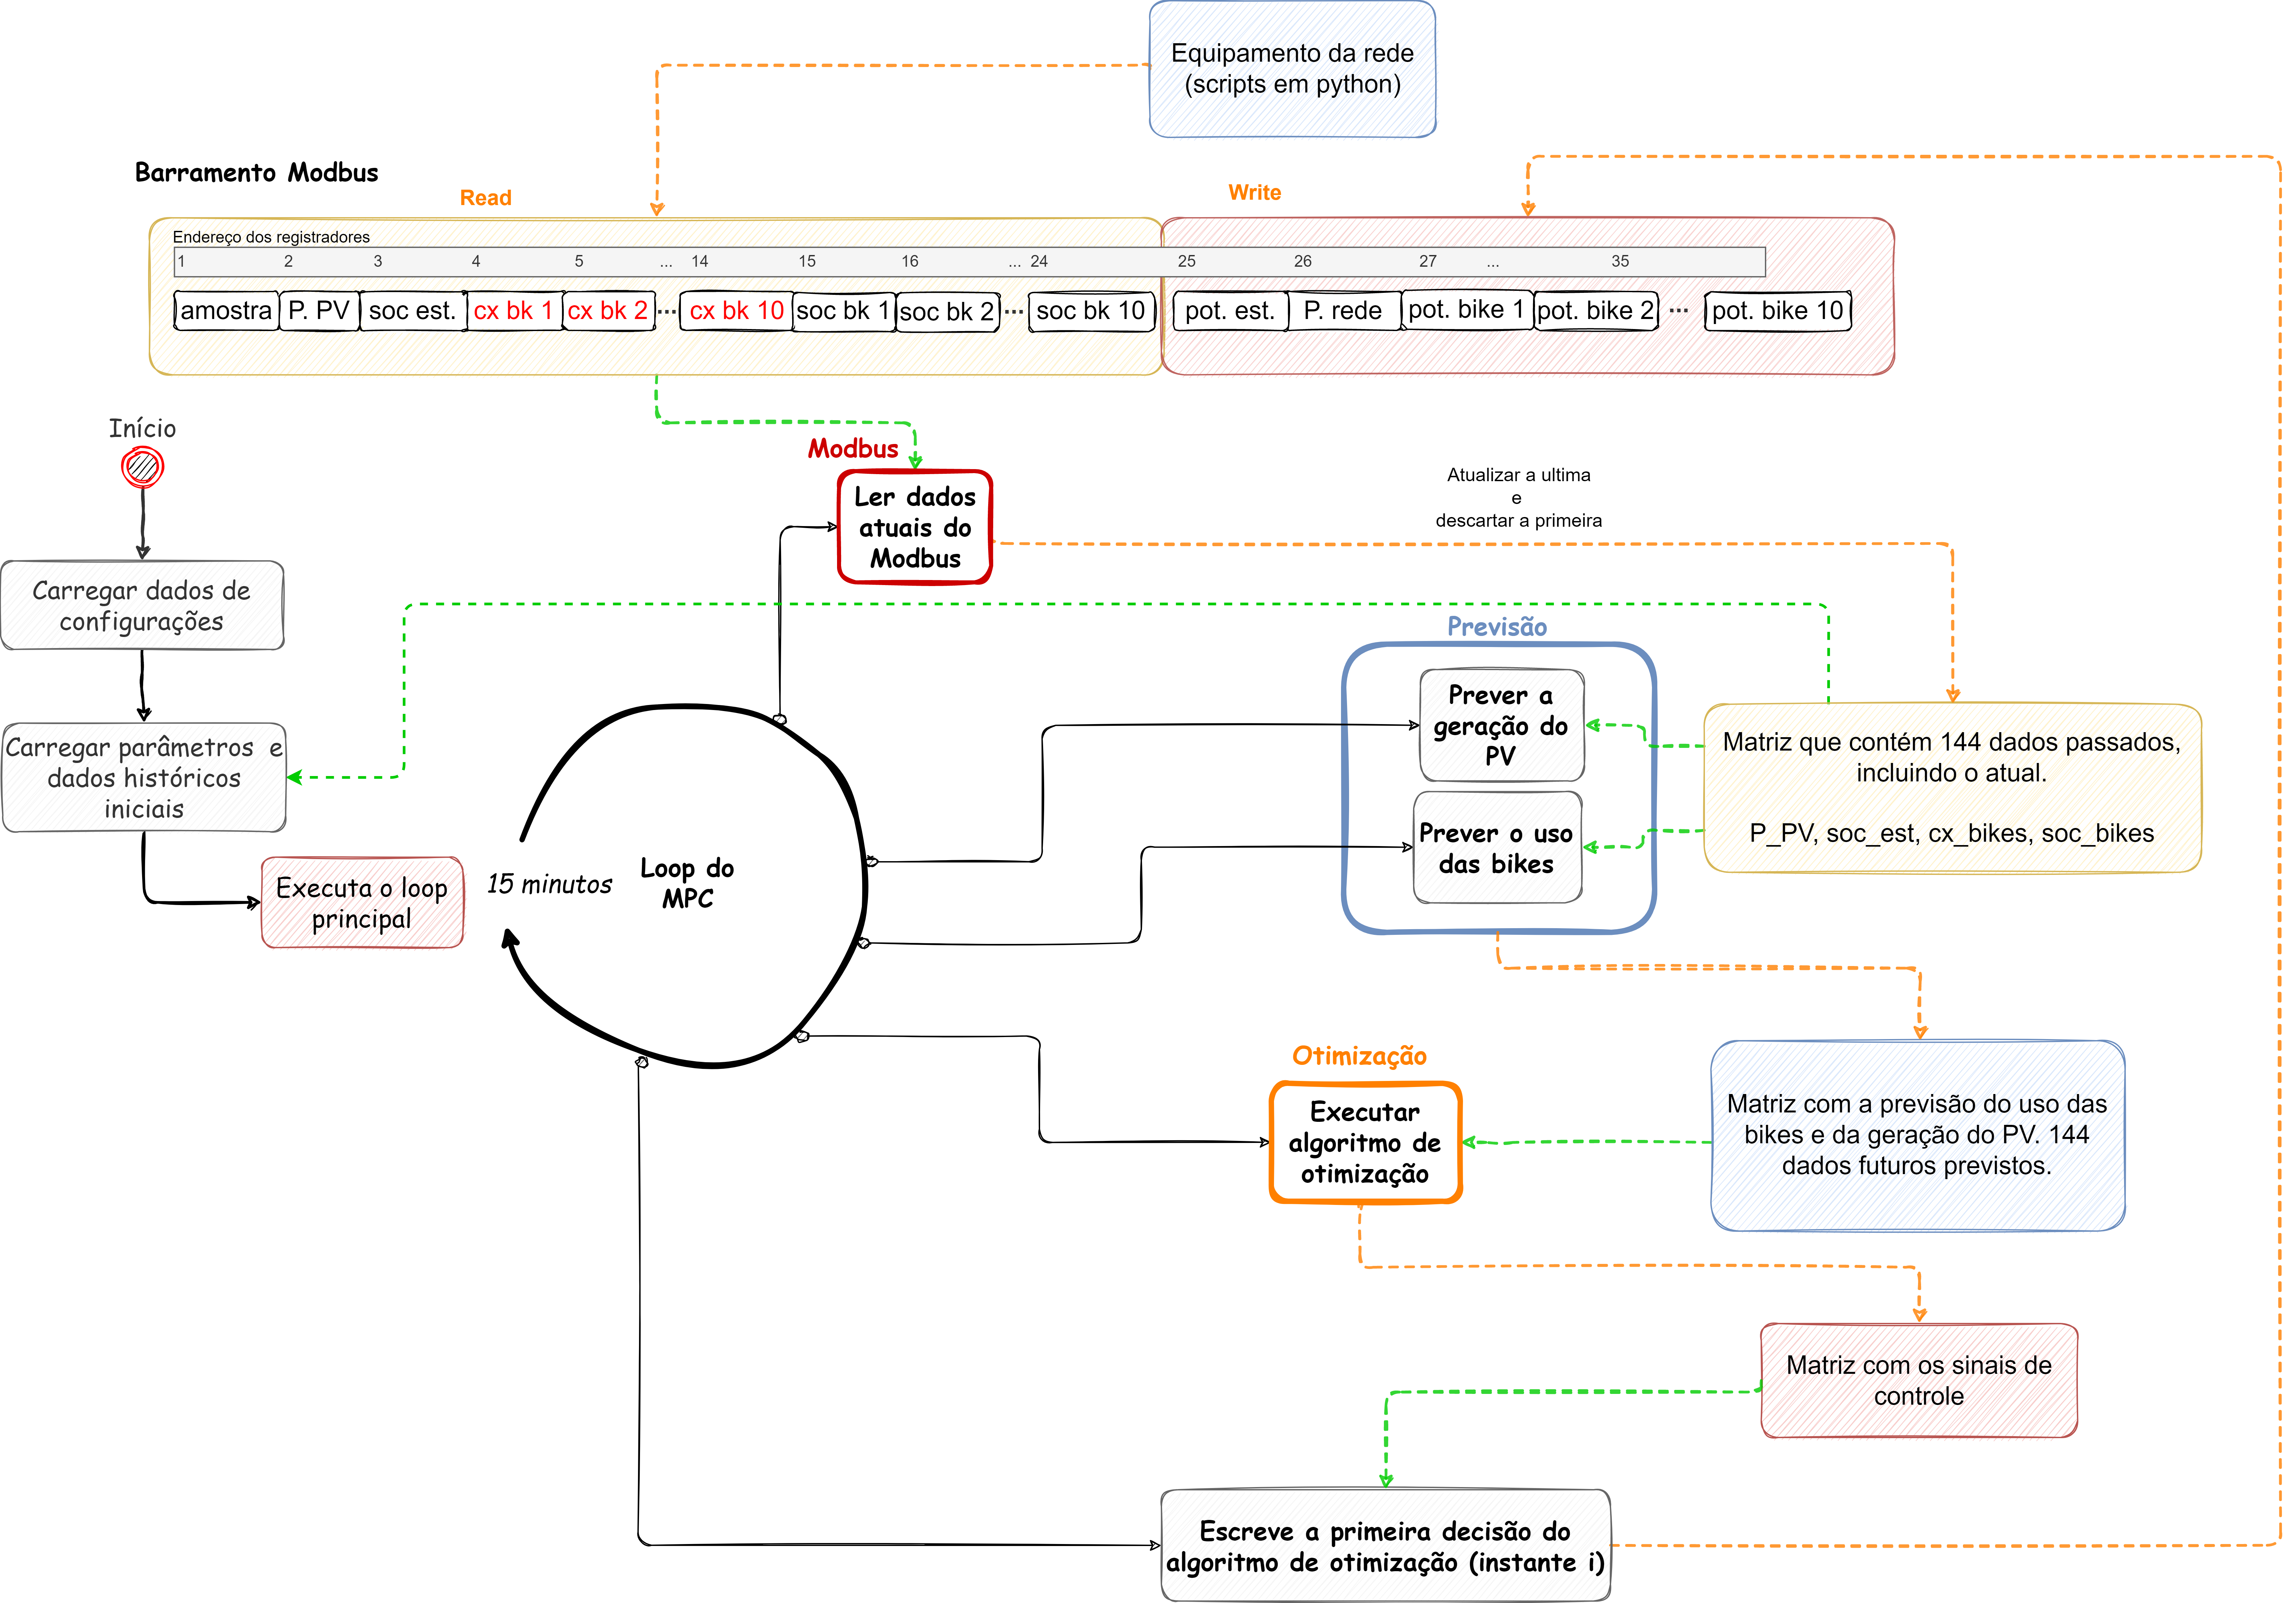 Equipamento da rede
(scripts em python)
Barramento Modbus
Read
Write
Endereço dos registradores
1 2 3 4 5 ... 14 15 16 ... 24 25 26 27 ... 35
amostra P. PV soc est. cx bk 1 cx bk 2 ... cx bk 10 soc bk 1 soc bk 2 ... soc bk 10 pot. est. P. rede pot. bike 1 pot. bike 2 ... pot. bike 10
Início
Modbus
Ler dados
atuais do
Modbus
Atualizar a ultima
e
descartar a primeira
Carregar dados de
configurações
Previsão
Prever a
geração do
PV
Prever o uso
das bikes
Matriz que contém 144 dados passados,
incluindo o atual.
P_PV, soc_est, cx_bikes, soc_bikes
Carregar parâmetros e
dados históricos
iniciais
Executa o loop
principal
15 minutos
Loop do
MPC
Otimização
Executar
algoritmo de
otimização
Matriz com a previsão do uso das
bikes e da geração do PV. 144
dados futuros previstos.
Matriz com os sinais de
controle
Escreve a primeira decisão do
algoritmo de otimização (instante i)